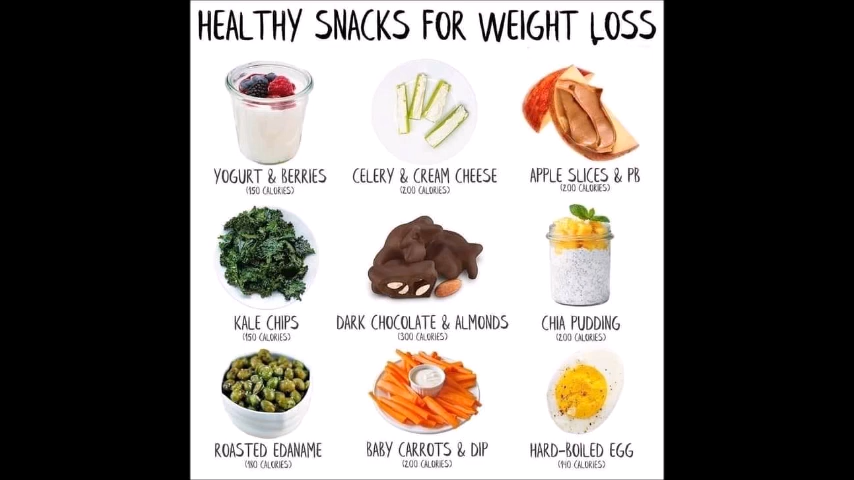 HEALTHY SNACKS FOR WEIGHT LOSS
YOGURT & BERRIES
(150 CALORIES)
CELERY & CREAM CHEESE
(200 CALORIES)
APPLE SLICES & PB
(200 CALORIES)
KALE CHIPS
(150 CALORIES)
DARK CHOCOLATE & ALMONDS
(300 CALORIES)
CHIA PUDDING
(200 CALORIES)
ROASTED EDANAME
(180 CALORIES)
BABY CARROTS & DIP
(200 CALORIES)
HARD-BOILED EGG
(140 CALORIES)